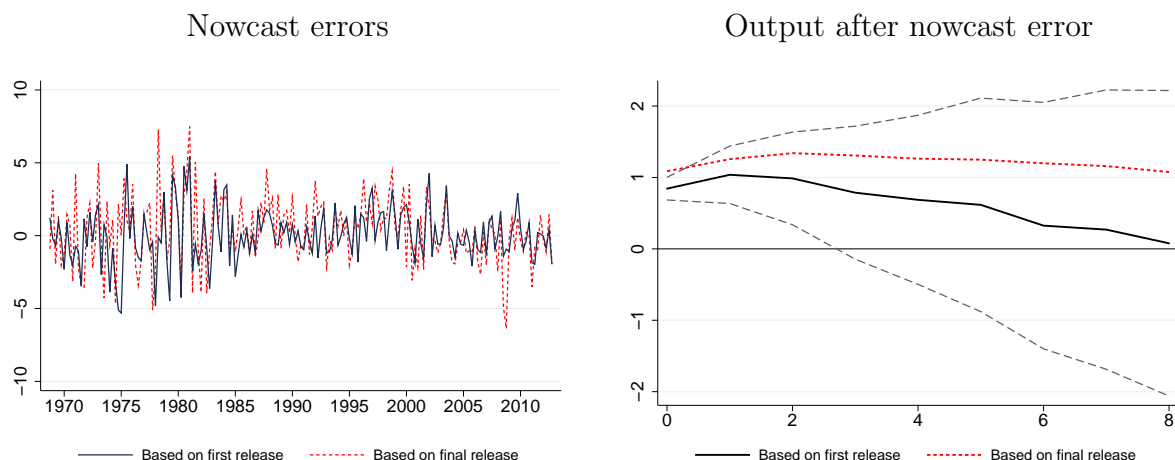 Nowcast errors
10
5
0
−5
−10
1970 1975 1980 1985 1990 1995 2000 2005 2010
Based on first release Based on final release
Output after nowcast error
2
1
0
−1
−2
0 2 4 6 8
Based on first release Based on final release